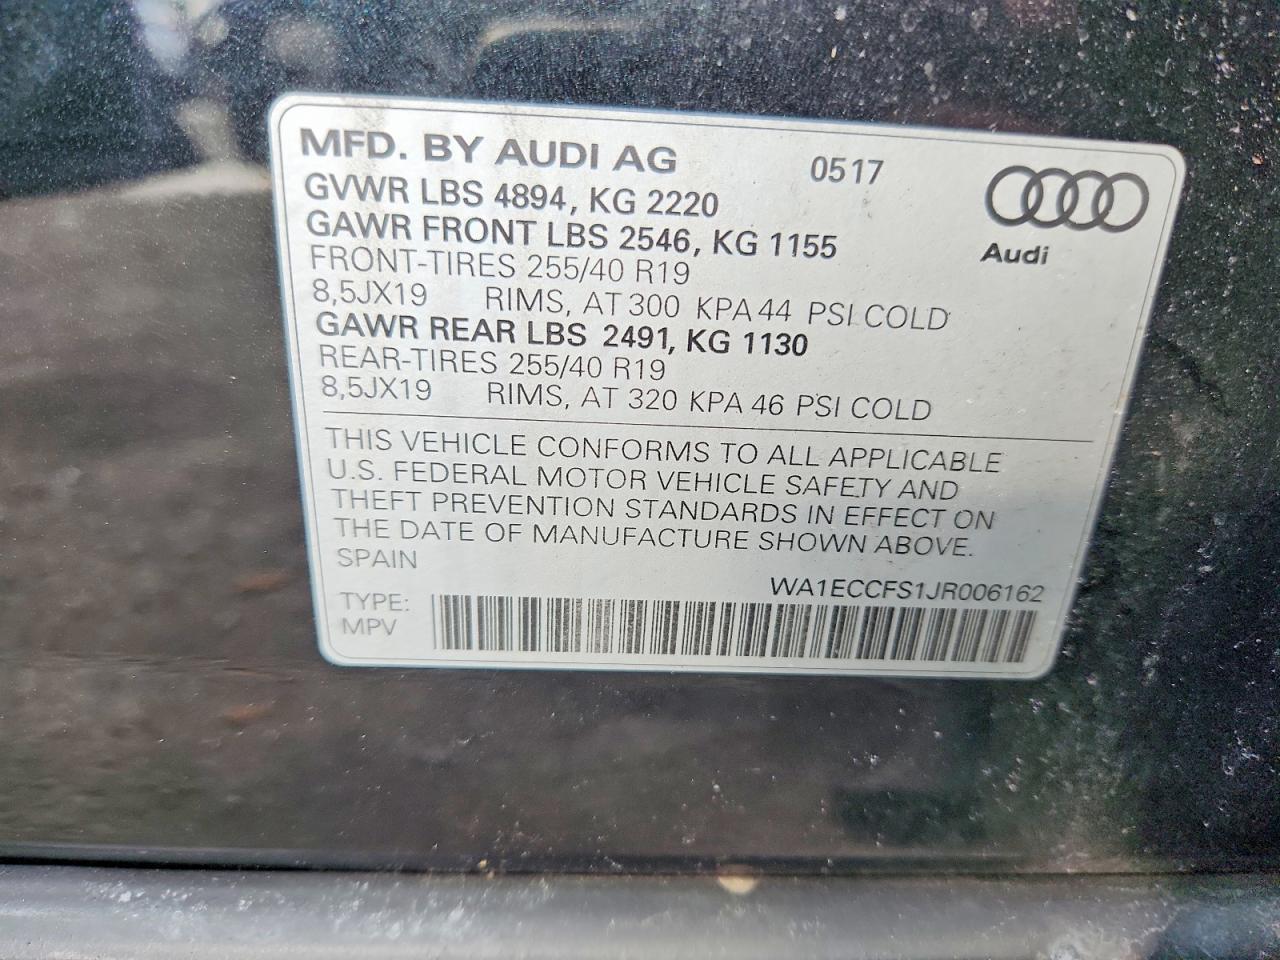 MFD. BY AUDI AG 0517
GVWR LBS 4894, KG 2220
GAWR FRONT LBS 2546, KG 1155
FRONT-TIRES 255/40 R19
8,5JX19 RIMS, AT 300 KPA 44 PSI COLD
GAWR REAR LBS 2491, KG 1130
REAR-TIRES 255/40 R19
8,5JX19 RIMS, AT 320 KPA 46 PSI COLD
Audi
THIS VEHICLE CONFORMS TO ALL APPLICABLE
U.S. FEDERAL MOTOR VEHICLE SAFETY AND
THEFT PREVENTION STANDARDS IN EFFECT ON
THE DATE OF MANUFACTURE SHOWN ABOVE.
SPAIN
WA1ECCFS1JR006162
TYPE:
MPV